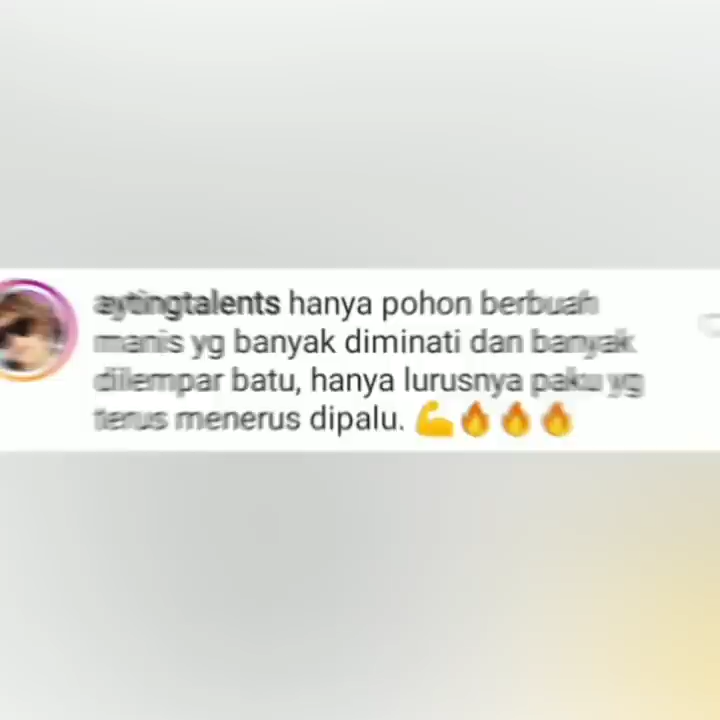 aytingtalents hanya pohon berbuah
manis yg banyak diminati dan banyak
dilempar batu, hanya lurusnya paku yg
terus menerus dipalu. 💪🔥🔥🔥